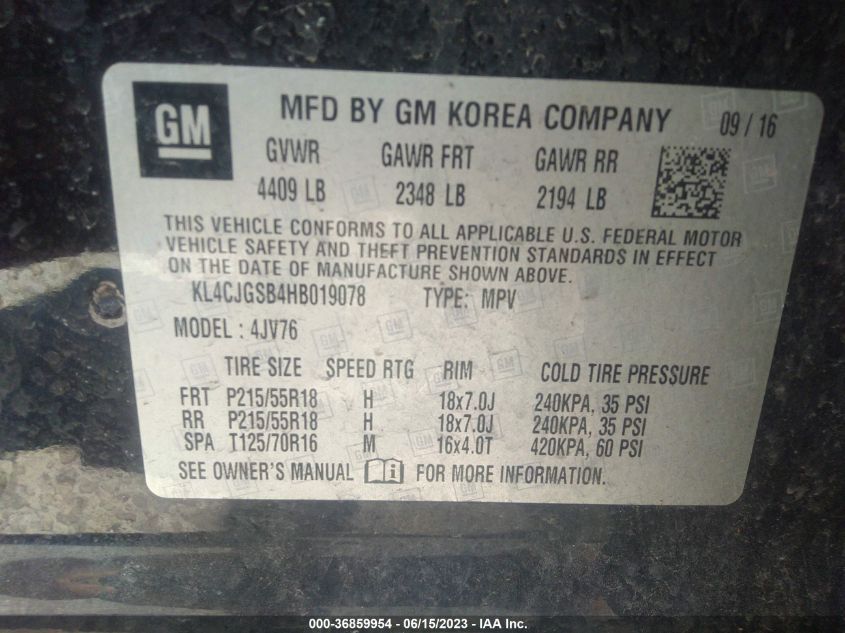 GM
MFD BY GM KOREA COMPANY 09 / 16
GVWR GAWR FRT GAWR RR
4409 LB 2348 LB 2194 LB
THIS VEHICLE CONFORMS TO ALL APPLICABLE U.S. FEDERAL MOTOR
VEHICLE SAFETY AND THEFT PREVENTION STANDARDS IN EFFECT
ON THE DATE OF MANUFACTURE SHOWN ABOVE.
KL4CJGSB4HB019078 TYPE: MPV
MODEL : 4JV76
TIRE SIZE SPEED RTG RIM COLD TIRE PRESSURE
FRT P215/55R18 H 18x7.0J 240KPA, 35 PSI
RR P215/55R18 H 18x7.0J 240KPA, 35 PSI
SPA T125/70R16 M 16x4.0T 420KPA, 60 PSI
SEE OWNER'S MANUAL FOR MORE INFORMATION.
000-36859954 - 06/15/2023 - IAA Inc.